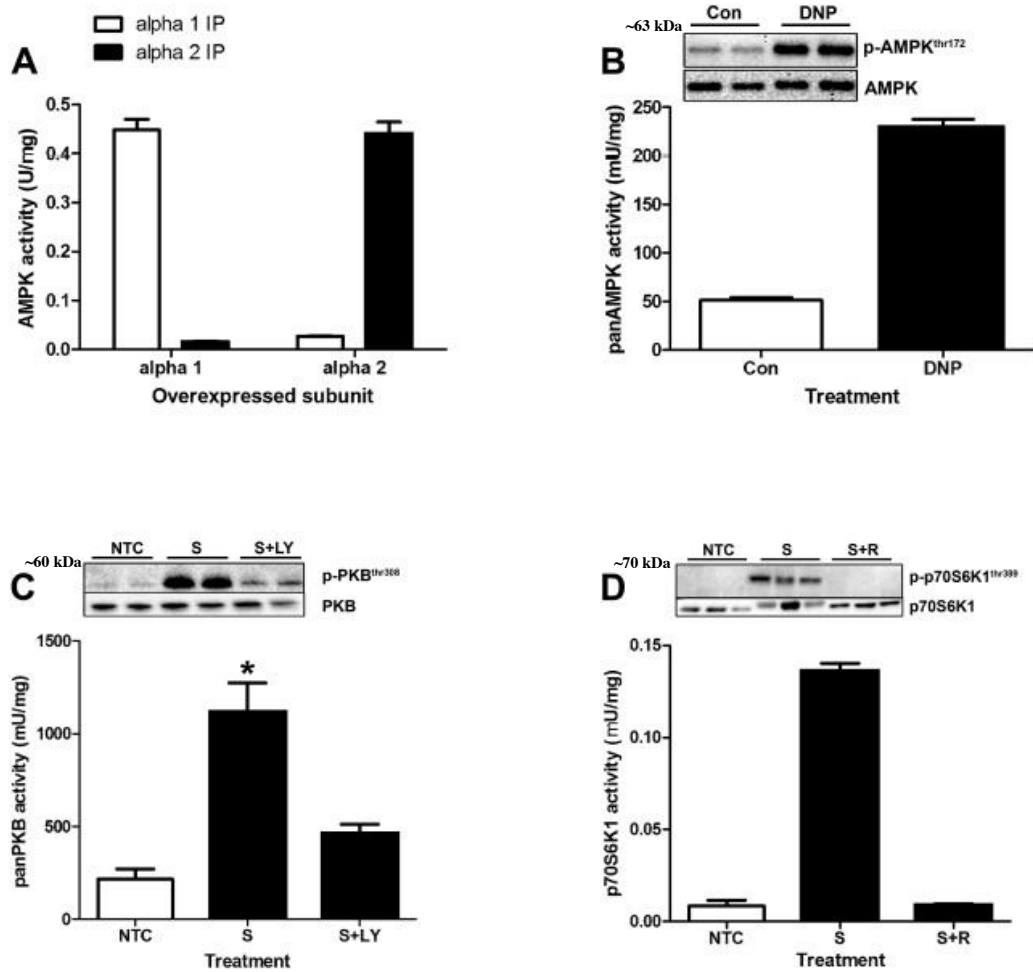 alpha 1 IP
alpha 2 IP
A
AMPK activity (U/mg)
0.5
0.4
0.3
0.2
0.1
0.0
alpha 1 alpha 2
Overexpressed subunit
B
~63 kDa
Con DNP
p-AMPKthr172
AMPK
panAMPK activity (mU/mg)
250
200
150
100
50
0
Con DNP
Treatment
C
~60 kDa
NTC S S+LY
p-PKBthr308
PKB
panPKB activity (mU/mg)
1500
1000
500
0
*
NTC S S+LY
Treatment
D
~70 kDa
NTC S S+R
p-p70S6K1thr389
p70S6K1
p70S6K1 activity (mU/mg)
0.15
0.10
0.05
0.00
NTC S S+R
Treatment